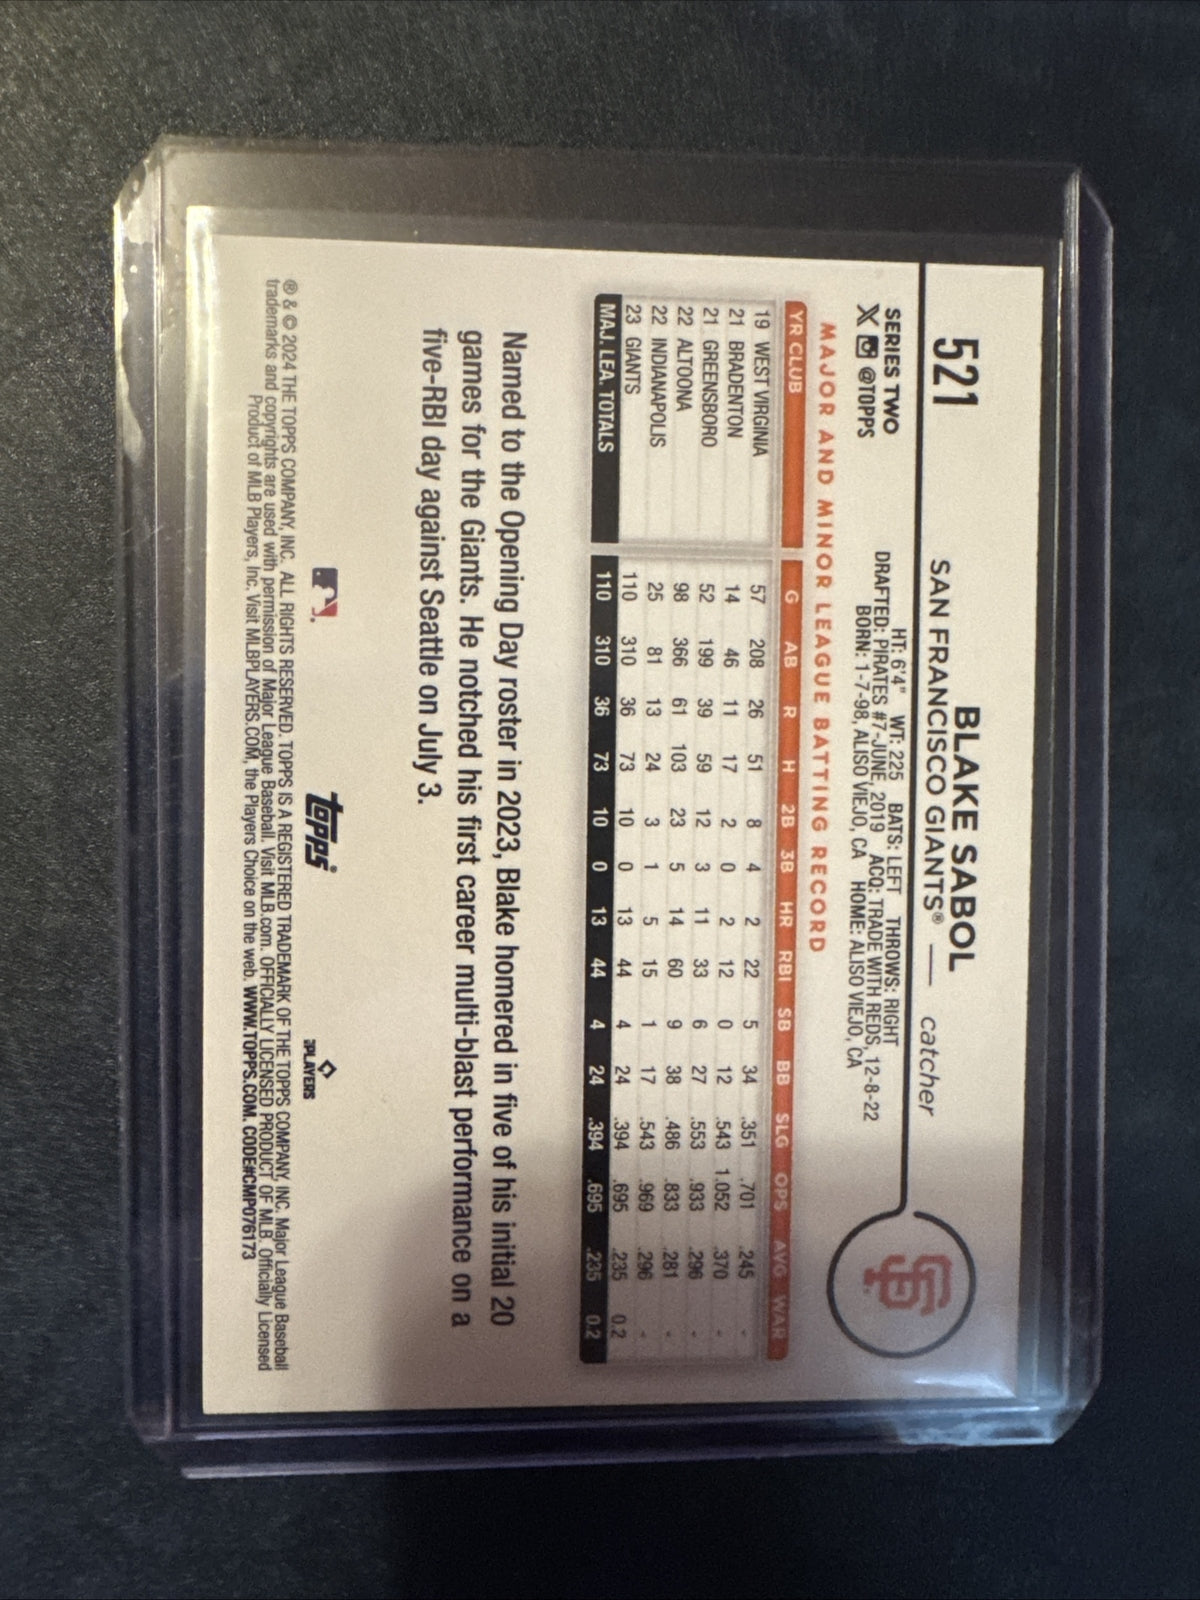 521
BLAKE SABOL
SAN FRANCISCO GIANTS® — catcher
SF
SERIES TWO
X @TOPPS
HT: 6'4" WT: 225 BATS: LEFT THROWS: RIGHT
DRAFTED: PIRATES #7-JUNE, 2019 ACQ: TRADE WITH REDS, 12-8-22
BORN: 1-7-98, ALISO VIEJO, CA HOME: ALISO VIEJO, CA
MAJOR AND MINOR LEAGUE BATTING RECORD
YR CLUB G AB R H 2B 3B HR RBI SB BB SLG OPS AVG WAR
19 WEST VIRGINIA 57 208 26 51 8 4 2 22 5 34 .351 .701 .245 -
21 BRADENTON 14 46 11 17 2 0 2 12 0 12 .543 1.052 .370 -
21 GREENSBORO 52 199 39 59 12 3 11 33 6 27 .553 .933 .296 -
22 ALTOONA 98 366 61 103 23 5 14 60 9 38 .486 .833 .281 -
22 INDIANAPOLIS 25 81 13 24 3 1 5 15 1 17 .543 .969 .296 -
23 GIANTS 110 310 36 73 10 0 13 44 4 24 .394 .695 .235 0.2
MAJ. LEA. TOTALS 110 310 36 73 10 0 13 44 4 24 .394 .695 .235 0.2
Named to the Opening Day roster in 2023, Blake homered in five of his initial 20
games for the Giants. He notched his first career multi-blast performance on a
five-RBI day against Seattle on July 3.
topps®
PLAYERS
® & © 2024 THE TOPPS COMPANY, INC. ALL RIGHTS RESERVED. TOPPS IS A REGISTERED TRADEMARK OF THE TOPPS COMPANY, INC. Major League Baseball
trademarks and copyrights are used with permission of Major League Baseball. Visit MLB.com. OFFICIALLY LICENSED PRODUCT OF MLB. Officially Licensed
Product of MLB Players, Inc. Visit MLBPLAYERS.COM, the Players Choice on the web. WWW.TOPPS.COM. CODE#CMP076173